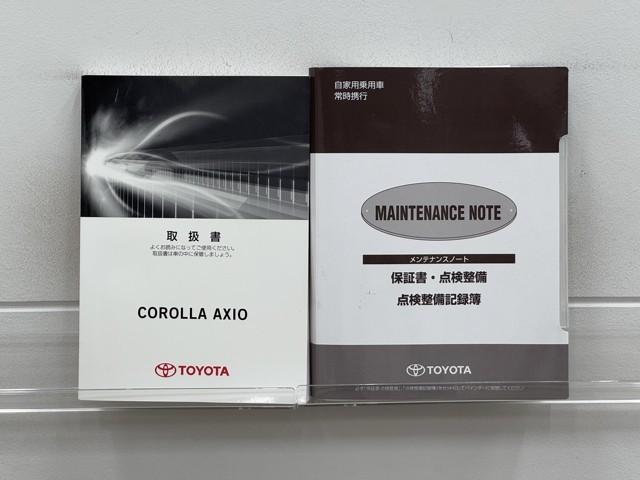 取扱書
よくお読みになってご使用ください。
取扱書は車の中に保管しましょう。
COROLLA AXIO
TOYOTA
自家用乗用車
常時携行
MAINTENANCE NOTE
メンテナンスノート
保証書・点検整備
点検整備記録簿
TOYOTA